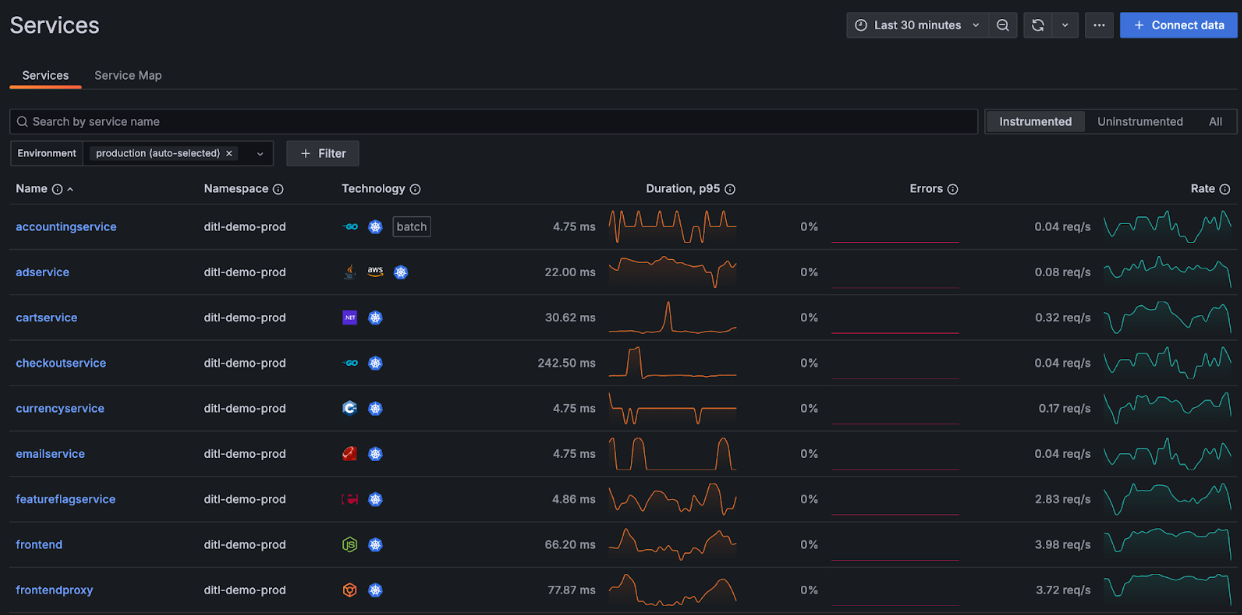 Services
Last 30 minutes
Connect data
Services Service Map
Search by service name
Instrumented Uninstrumented All
Environment production (auto-selected) × + Filter
Name Namespace Technology Duration, p95 Errors Rate
accountingservice ditl-demo-prod GO batch 4.75 ms 0% 0.04 req/s
adservice ditl-demo-prod aws 22.00 ms 0% 0.08 req/s
cartservice ditl-demo-prod .NET 30.62 ms 0% 0.32 req/s
checkoutservice ditl-demo-prod GO 242.50 ms 0% 0.04 req/s
currencyservice ditl-demo-prod C 4.75 ms 0% 0.17 req/s
emailservice ditl-demo-prod 4.75 ms 0% 0.04 req/s
featureflagservice ditl-demo-prod 4.86 ms 0% 2.83 req/s
frontend ditl-demo-prod JS 66.20 ms 0% 3.98 req/s
frontendproxy ditl-demo-prod 77.87 ms 0% 3.72 req/s